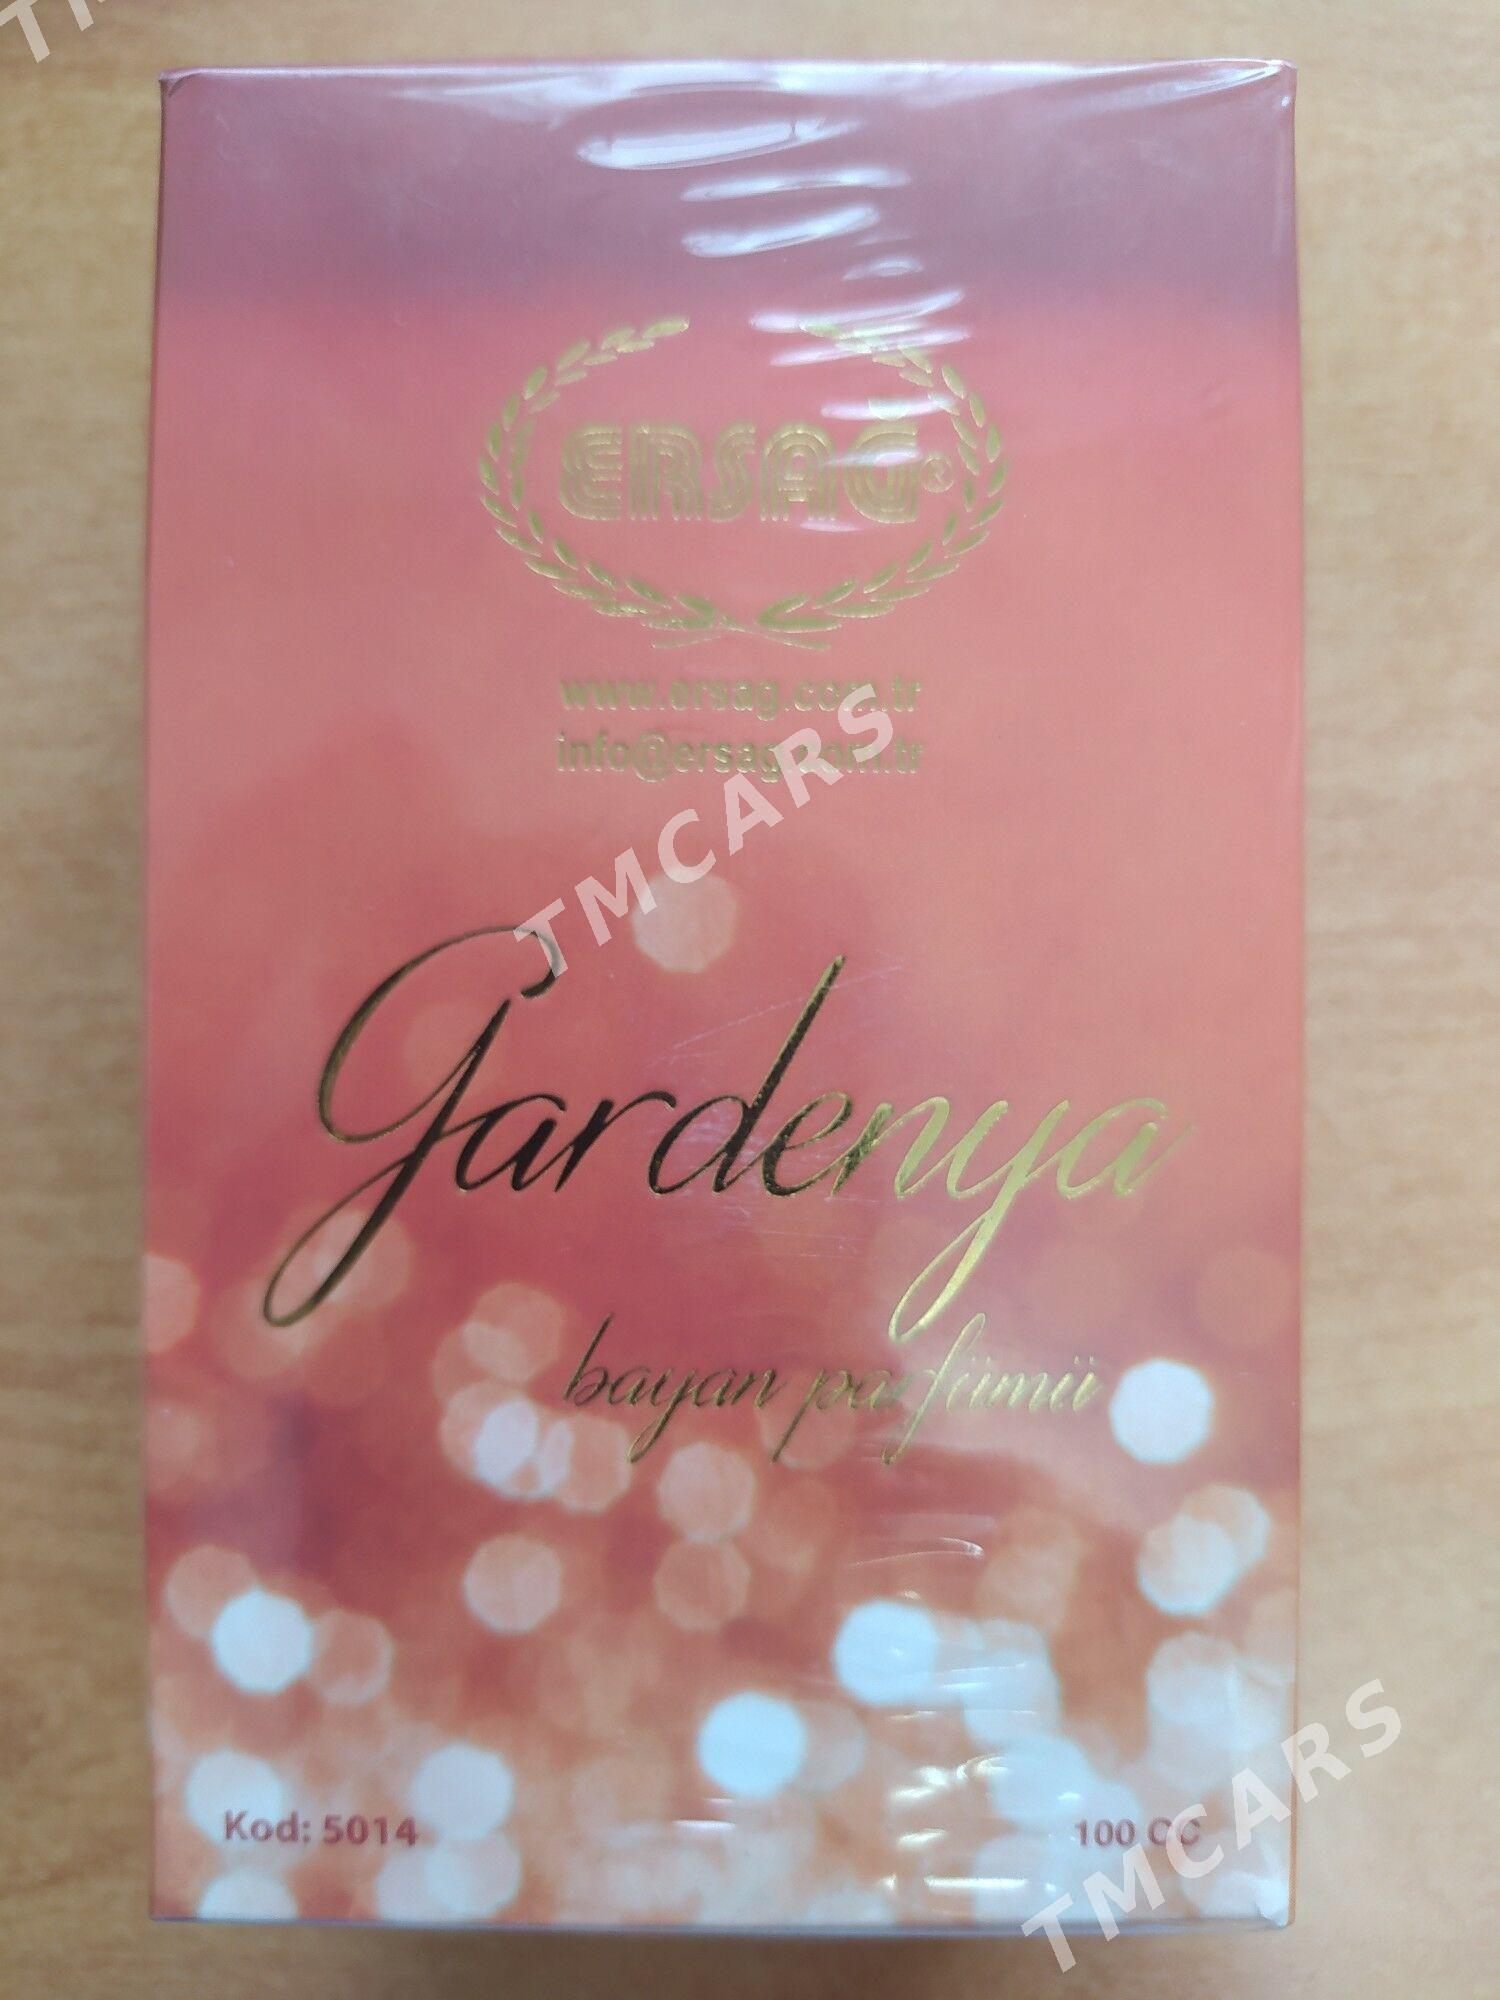 ERSAĞ®
www.ersag.com.tr
info@ersag.com.tr
TMCARS
Gardenya
bayan parfümü
Kod: 5014
100 CC
TMCARS